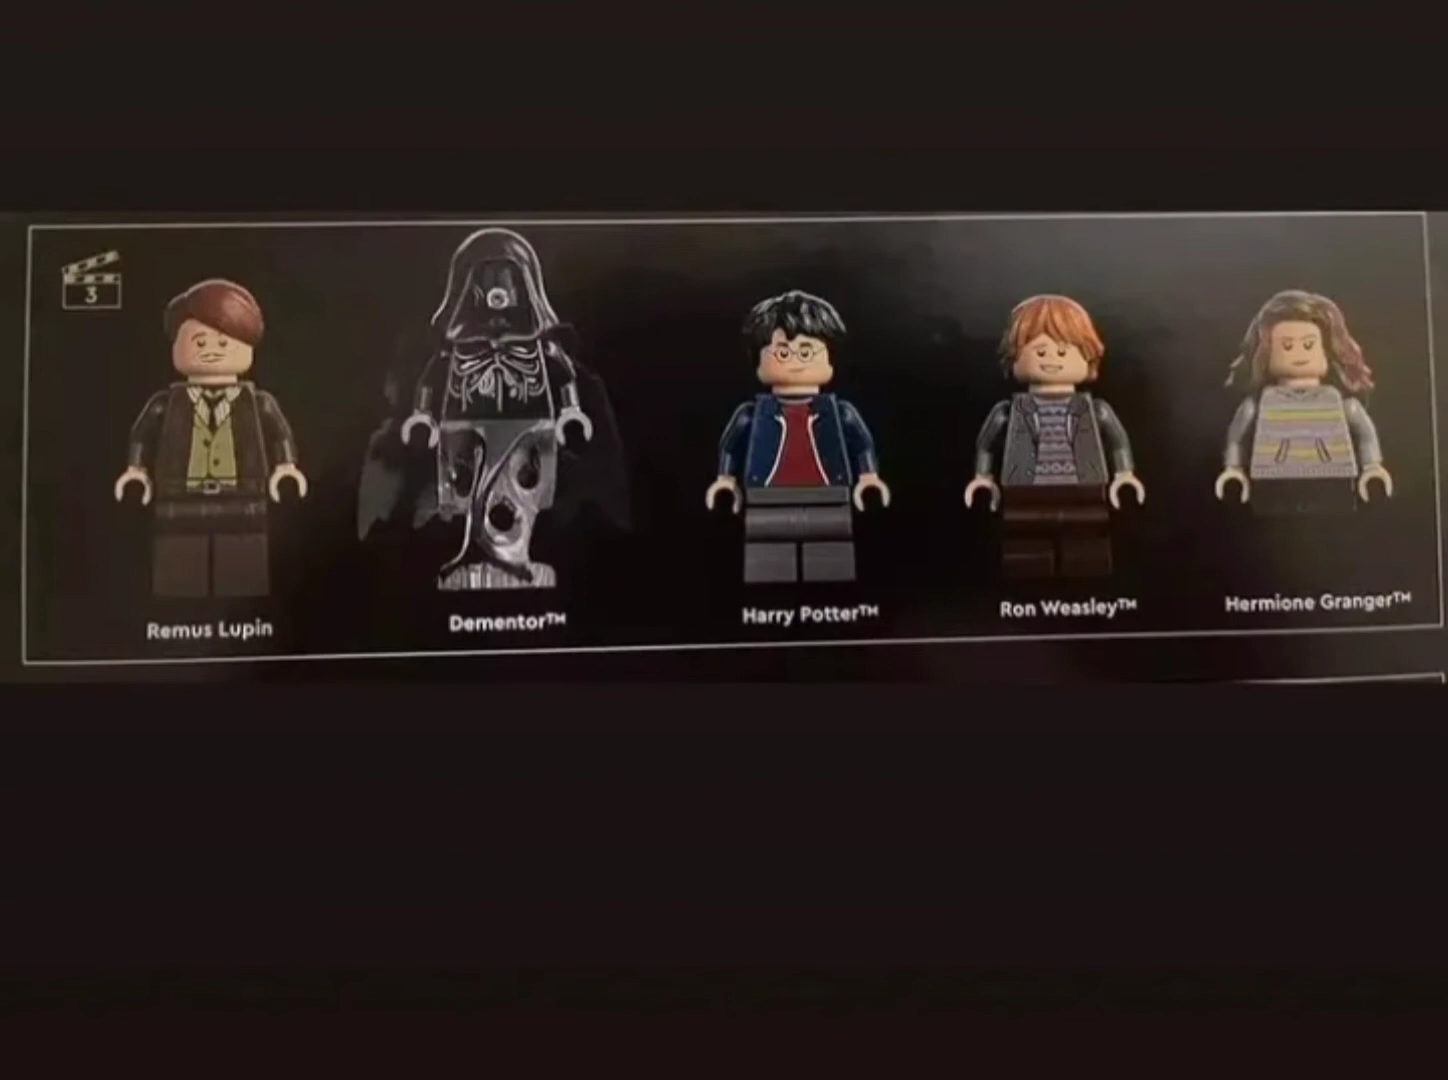 3
Remus Lupin
Dementor™
Harry Potter™
Ron Weasley™
Hermione Granger™